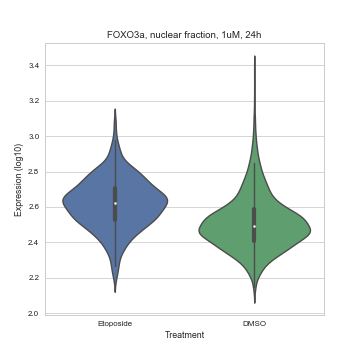 FOXO3a, nuclear fraction, 1uM, 24h
Expression (log10)
3.4
3.2
3.0
2.8
2.6
2.4
2.2
2.0
Etoposide DMSO
Treatment